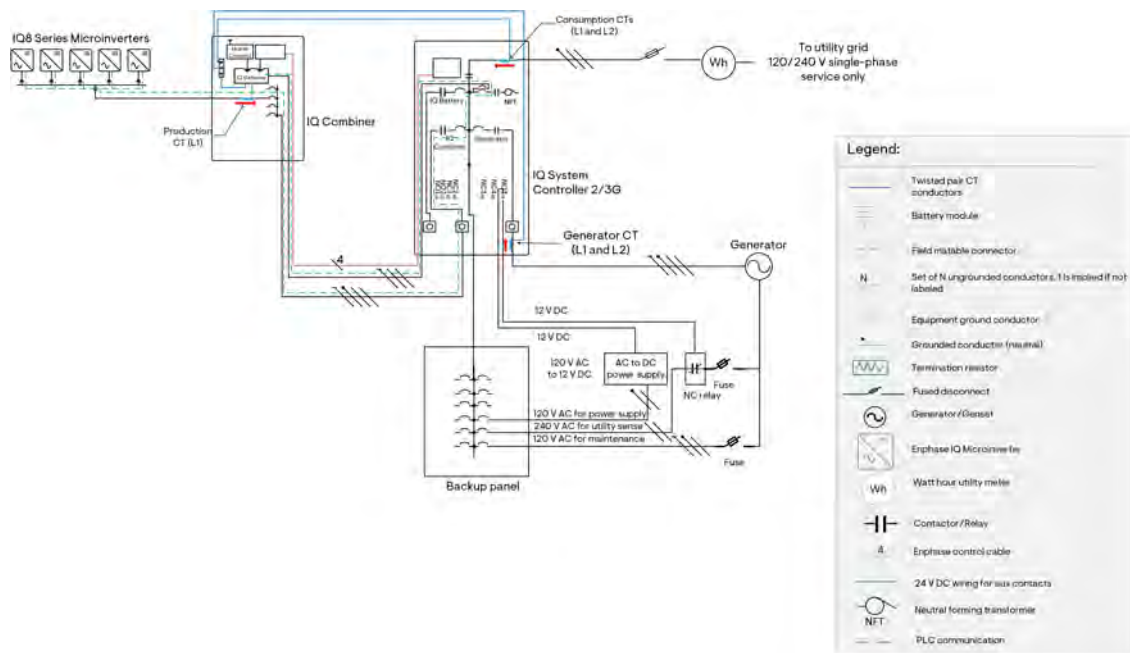 Consumption CTs
(L1 and L2)
IQ8 Series Microinverters
Wh
To utility grid
120/240 V single-phase
service only
IQ Battery
NFT
Production
CT (L1)
IQ Combiner
IQ
Combiner
Generator
IQ System
Controller 2/3G
Generator CT
(L1 and L2)
Generator
4
12 V DC
12 V DC
120 V AC
to 12 V DC
AC to DC
power supply
NC relay
Fuse
120 V AC for power supply
240 V AC for utility sense
120 V AC for maintenance
Fuse
Backup panel
Legend:
Twisted pair CT
conductors
Battery module
Field matable connector
N
Set of N ungrounded conductors, 1 is implied if not
labeled
Equipment ground conductor
Grounded conductor (neutral)
Termination resistor
Fused disconnect
Generator/Genset
Enphase IQ Microinverter
Wh
Watt hour utility meter
Contactor/Relay
4
Enphase control cable
24 V DC wiring for aux contacts
Neutral forming transformer
NFT
PLC communication